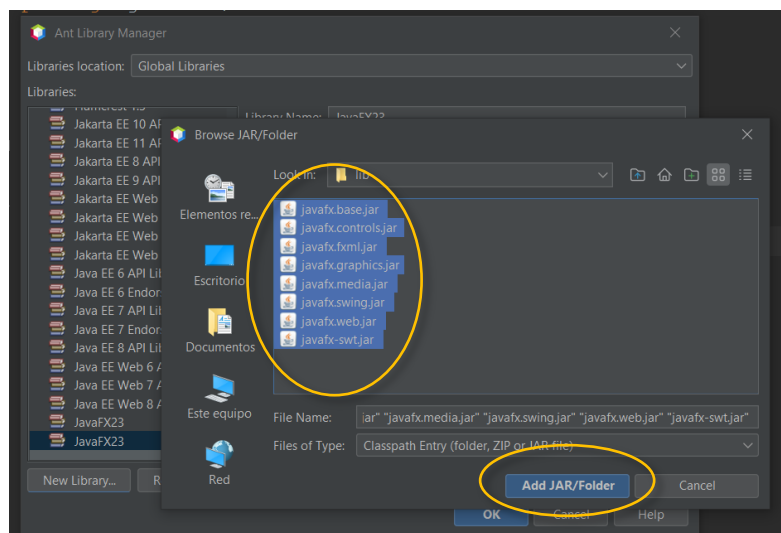 Ant Library Manager
Libraries location: Global Libraries
Libraries:
Library Name: JavaFX23
Jakarta EE 10 AP
Jakarta EE 11 AP
Jakarta EE 8 API
Jakarta EE 9 API
Jakarta EE Web
Jakarta EE Web
Jakarta EE Web
Jakarta EE Web
Java EE 6 API Lib
Java EE 6 Endor
Java EE 7 API Lib
Java EE 7 Endor
Java EE 8 API Lib
Java EE Web 6 A
Java EE Web 7 A
Java EE Web 8 A
JavaFX23
JavaFX23
New Library...
R
OK
Cancel
Help
Browse JAR/Folder
Look in: lib
Elementos re...
Escritorio
Documentos
Este equipo
Red
javafx.base.jar
javafx.controls.jar
javafx.fxml.jar
javafx.graphics.jar
javafx.media.jar
javafx.swing.jar
javafx.web.jar
javafx-swt.jar
File Name: jar" "javafx.media.jar" "javafx.swing.jar" "javafx.web.jar" "javafx-swt.jar"
Files of Type: Classpath Entry (folder, ZIP or JAR file)
Add JAR/Folder
Cancel